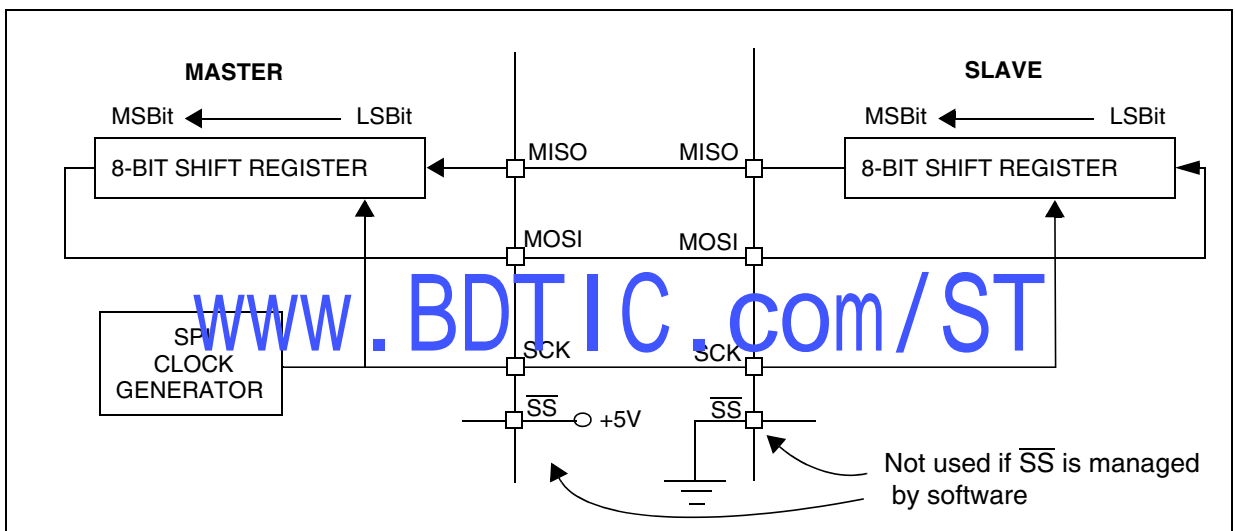 MASTER
SLAVE
MSBit
LSBit
MSBit
LSBit
8-BIT SHIFT REGISTER
MISO
MISO
8-BIT SHIFT REGISTER
MOSI
MOSI
www.BDTIC.com/ST
SPI
CLOCK
GENERATOR
SCK
SCK
SS
+5V
SS
Not used if SS is managed
by software